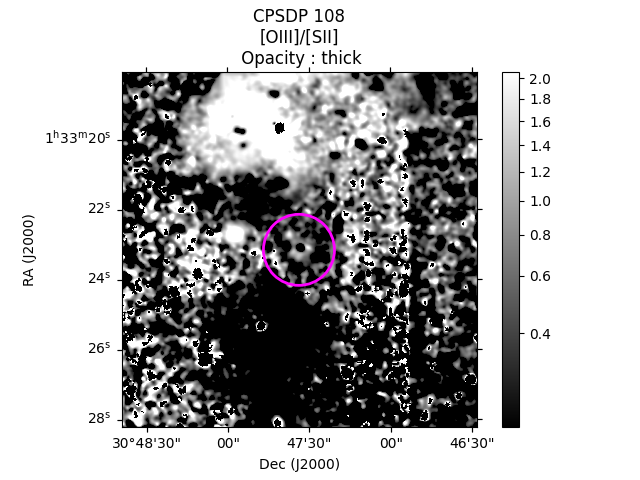 CPSDP 108
[OIII]/[SII]
Opacity : thick
1ʰ33ᵐ20ˢ
22ˢ
24ˢ
26ˢ
28ˢ
RA (J2000)
30°48'30" 00" 47'30" 00" 46'30"
Dec (J2000)
2.0
1.8
1.6
1.4
1.2
1.0
0.8
0.6
0.4